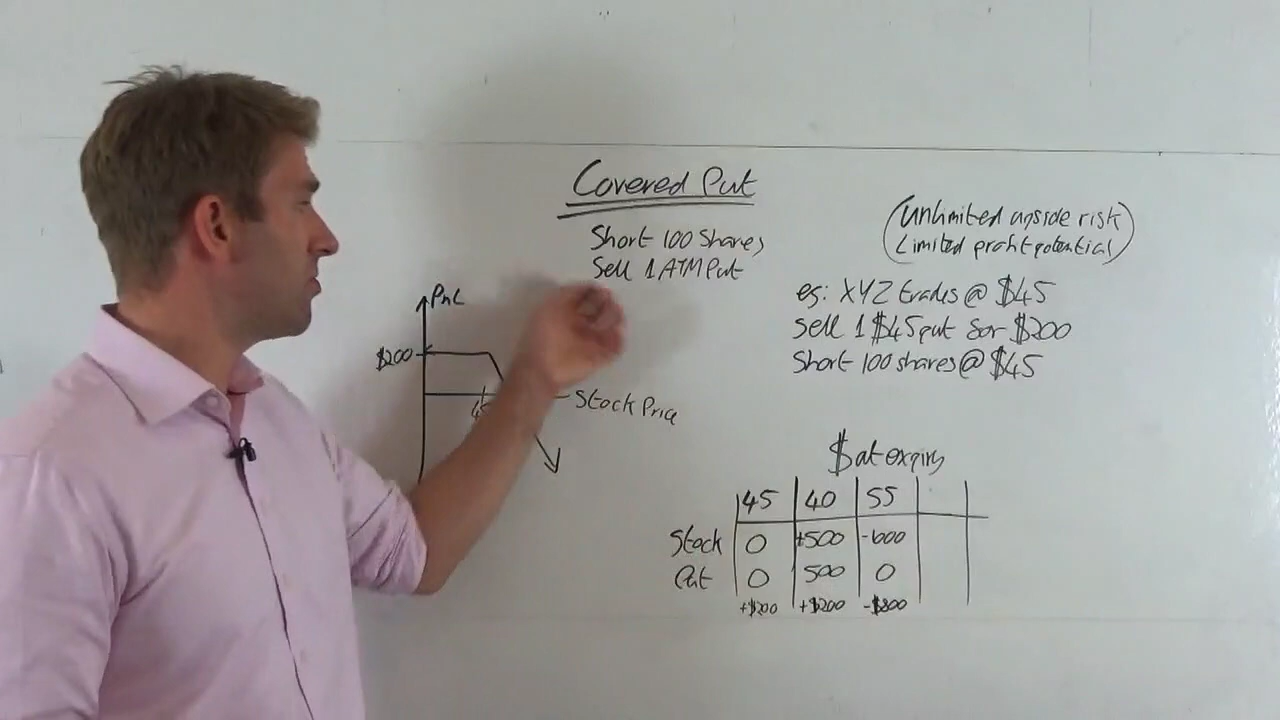 Covered Put
Short 100 Shares
Sell 1 ATM Put
(Unlimited upside risk
Limited profit potential)
eg: XYZ trades @ $45
Sell 1 $45 put for $200
Short 100 shares @ $45
PnL
$200
Stock Price
$ at expiry
45 40 55
Stock 0 +500 -1000
Put 0 500 0
+$200 +$200 -$800